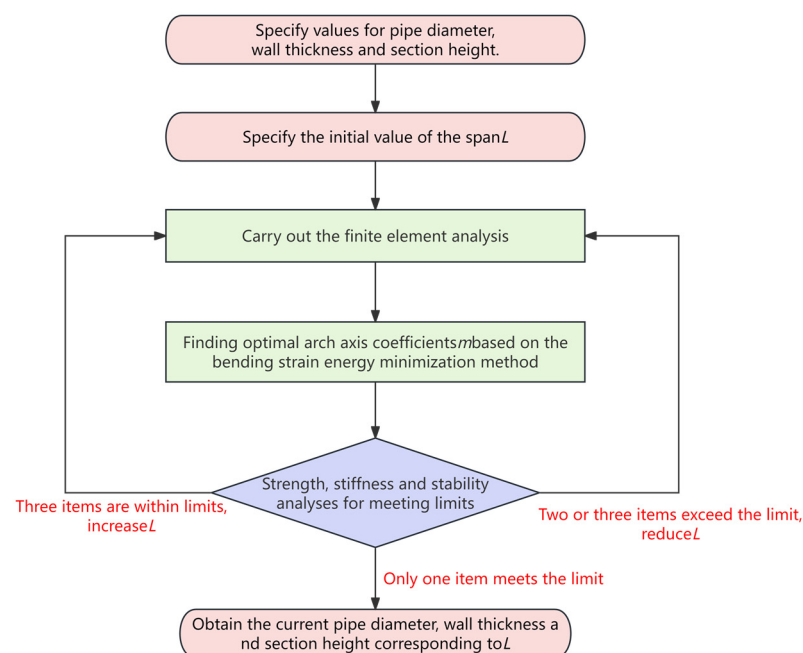 Specify values for pipe diameter,
wall thickness and section height.
Specify the initial value of the spanL
Carry out the finite element analysis
Finding optimal arch axis coefficientsmbased on the
bending strain energy minimization method
Strength, stiffness and stability
analyses for meeting limits
Three items are within limits,
increaseL
Two or three items exceed the limit,
reduceL
Only one item meets the limit
Obtain the current pipe diameter, wall thickness a
nd section height corresponding toL